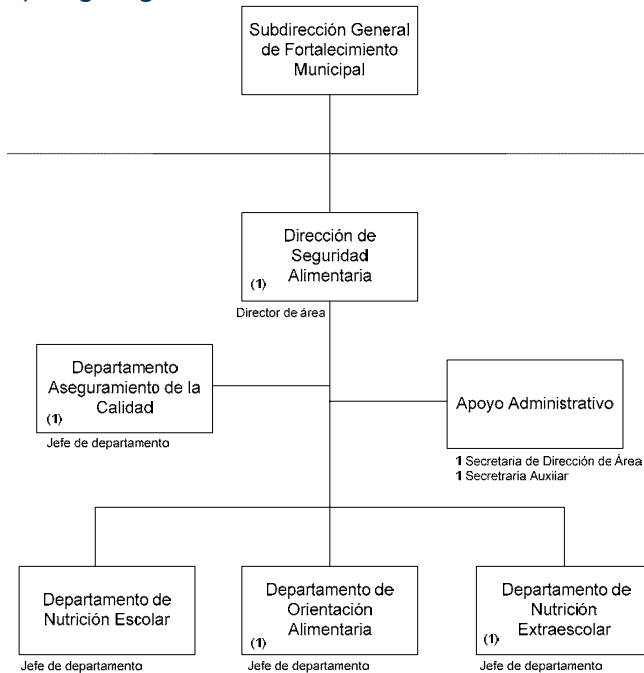 Subdirección General
de Fortalecimiento
Municipal
Dirección de
Seguridad
Alimentaria
(1)
Director de área
Departamento
Aseguramiento de la
Calidad
(1)
Jefe de departamento
Apoyo Administrativo
1 Secretaria de Dirección de Área
1 Secretraria Auxiiar
Departamento de
Nutrición Escolar
Jefe de departamento
Departamento de
Orientación
Alimentaria
(1)
Jefe de departamento
Departamento de
Nutrición
Extraescolar
(1)
Jefe de departamento